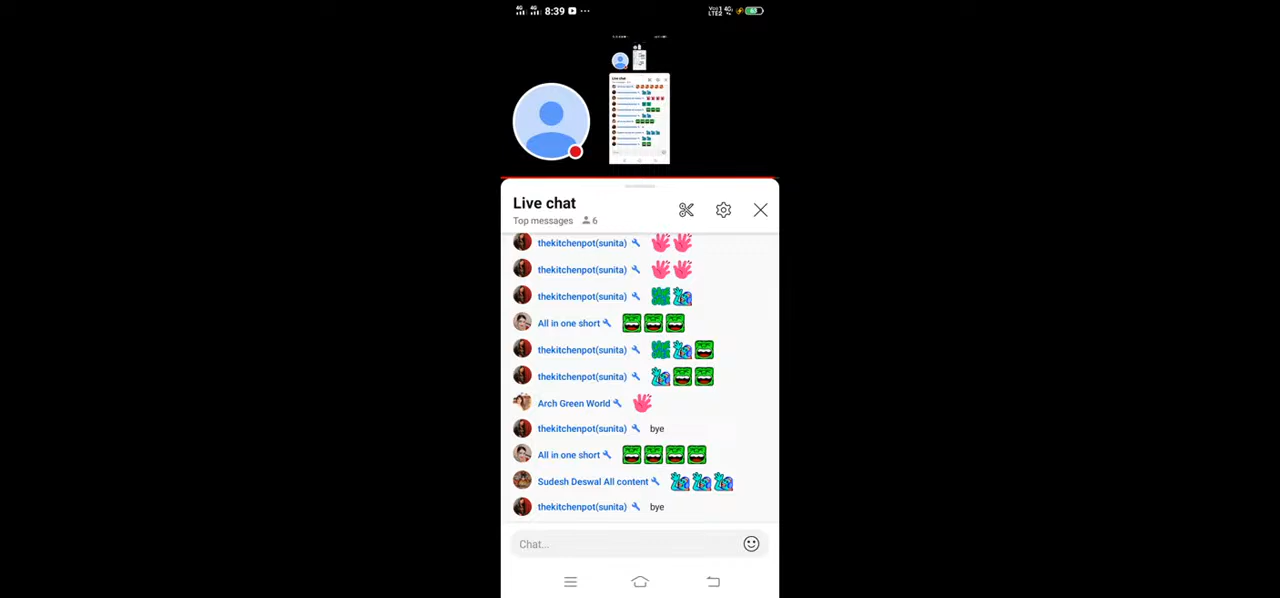 8:39
60
Live chat
Top messages 6
thekitchenpot(sunita)
thekitchenpot(sunita)
thekitchenpot(sunita)
All in one short
thekitchenpot(sunita)
thekitchenpot(sunita)
Arch Green World
thekitchenpot(sunita) bye
All in one short
Sudesh Deswal All content
thekitchenpot(sunita) bye
Chat...